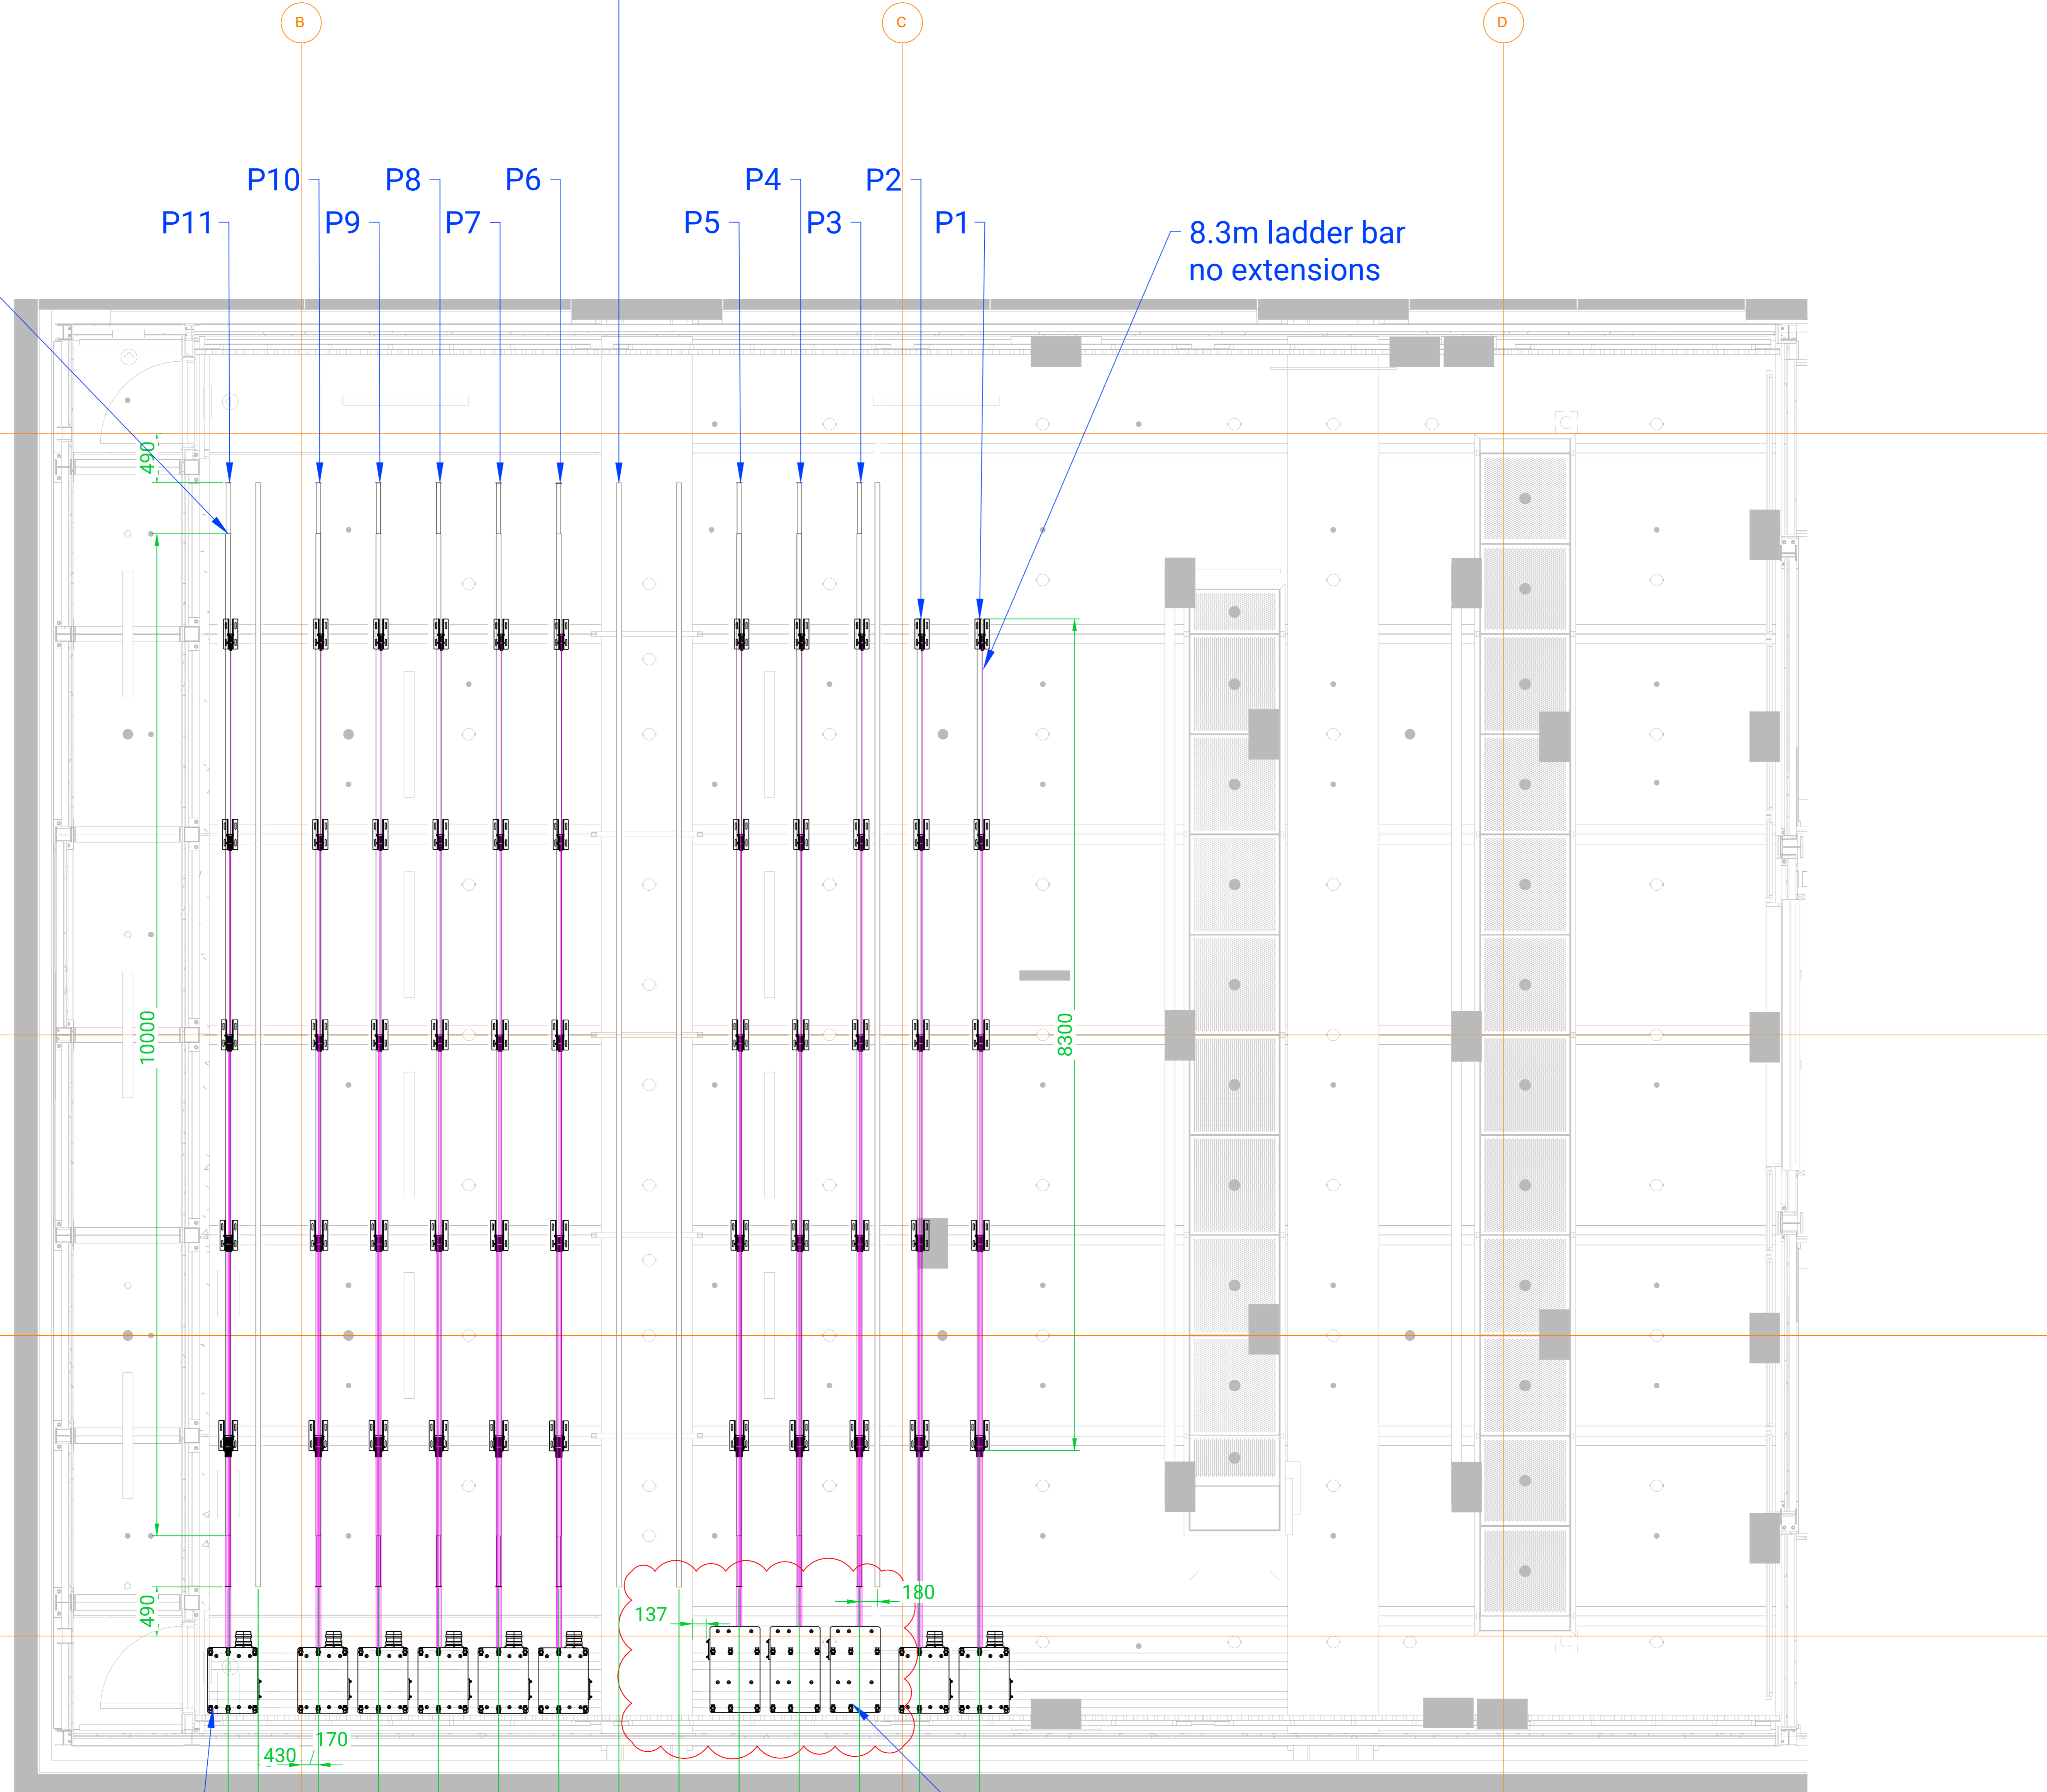 B
C
D
P10
P8
P6
P4
P2
P11
P9
P7
P5
P3
P1
8.3m ladder bar
no extensions
490
10000
8300
490
180
137
170
430